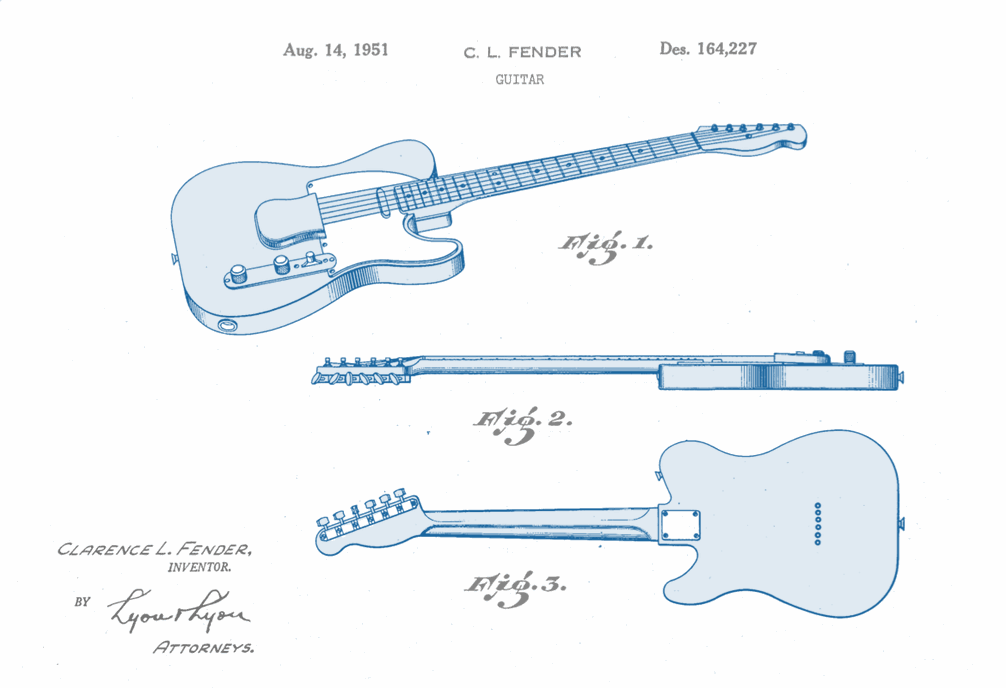 Aug. 14, 1951 C. L. FENDER Des. 164,227
GUITAR
Fig. 1.
Fig. 2.
Fig. 3.
CLARENCE L. FENDER,
INVENTOR.
BY Lyon & Lyon
ATTORNEYS.